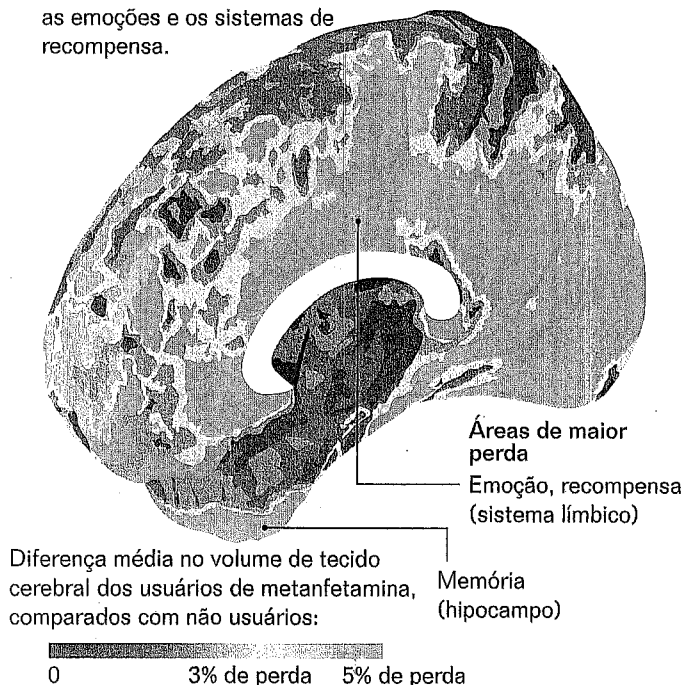 as emoções e os sistemas de
recompensa.
Áreas de maior
perda
Emoção, recompensa
(sistema límbico)
Memória
(hipocampo)
Diferença média no volume de tecido
cerebral dos usuários de metanfetamina,
comparados com não usuários:
0 3% de perda 5% de perda